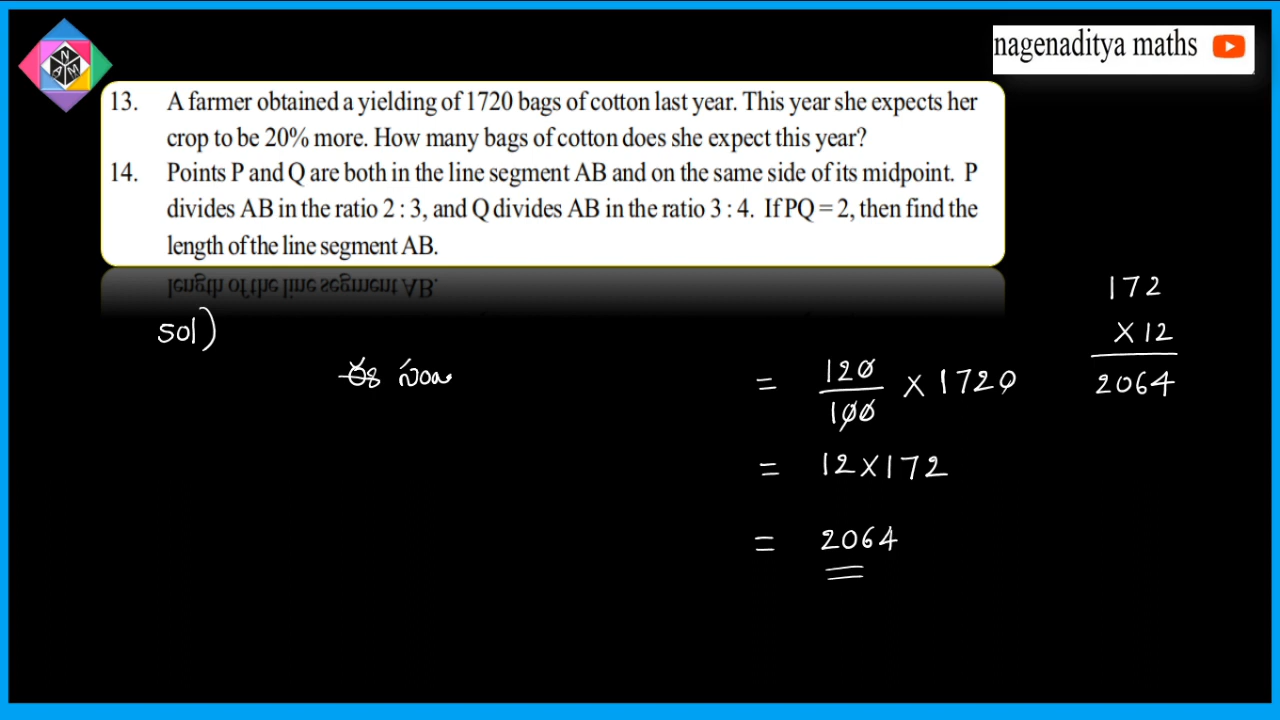 nagenaditya maths
N
A M
13. A farmer obtained a yielding of 1720 bags of cotton last year. This year she expects her
crop to be 20% more. How many bags of cotton does she expect this year?
14. Points P and Q are both in the line segment AB and on the same side of its midpoint. P
divides AB in the ratio 2 : 3, and Q divides AB in the ratio 3 : 4. If PQ = 2, then find the
length of the line segment AB.
sol)
172
× 12
2064
= 120/100 × 1720
= 12 × 172
= 2064